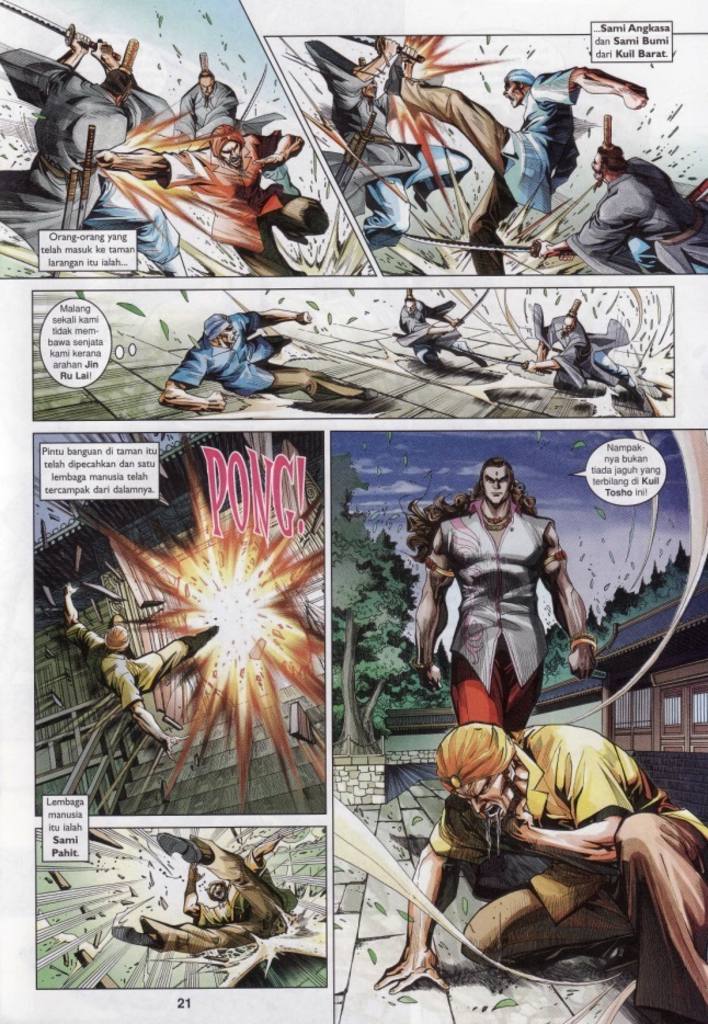 Orang-orang yang
telah masuk ke taman
larangan itu ialah...
...Sami Angkasa
dan Sami Bumi
dari Kuil Barat.
Malang
sekali kami
tidak mem-
bawa senjata
kami kerana
arahan Jin
Ru Lai!
Pintu banguan di taman itu
telah dipecahkan dan satu
lembaga manusia telah
tercampak dari dalamnya.
PONG!
Lembaga
manusia
itu ialah
Sami
Pahit.
Nampak-
nya bukan
tiada jaguh yang
terbilang di Kuil
Tosho ini!
21